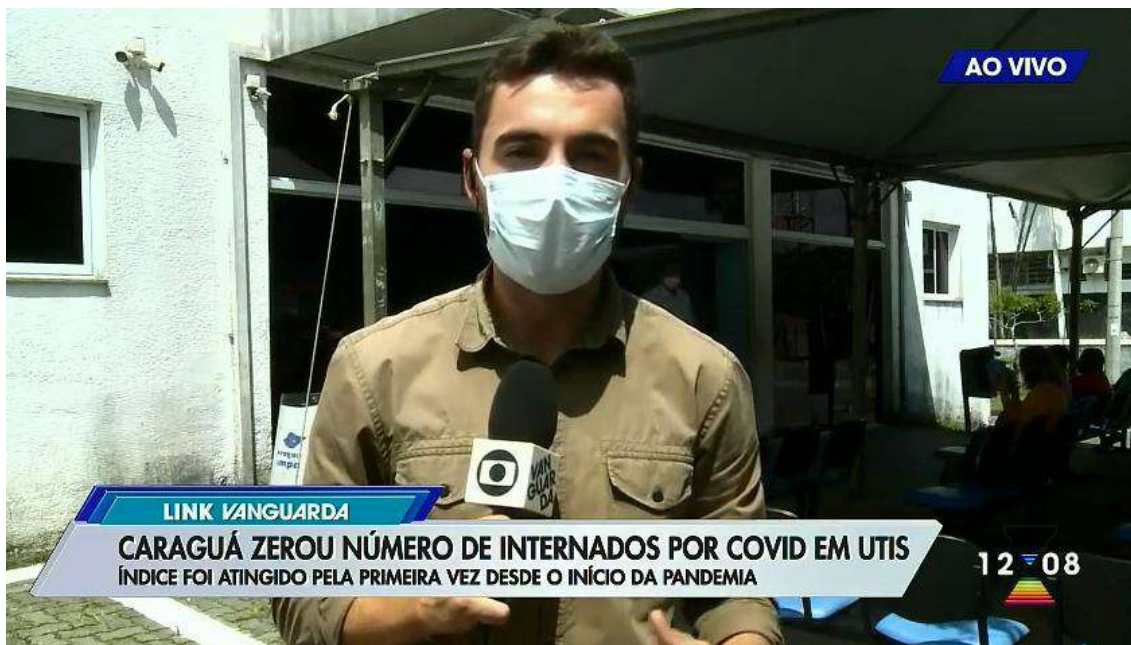 AO VIVO
VAN
GUAR
DA
LINK VANGUARDA
CARAGUÁ ZEROU NÚMERO DE INTERNADOS POR COVID EM UTIS
ÍNDICE FOI ATINGIDO PELA PRIMEIRA VEZ DESDE O INÍCIO DA PANDEMIA
12 08